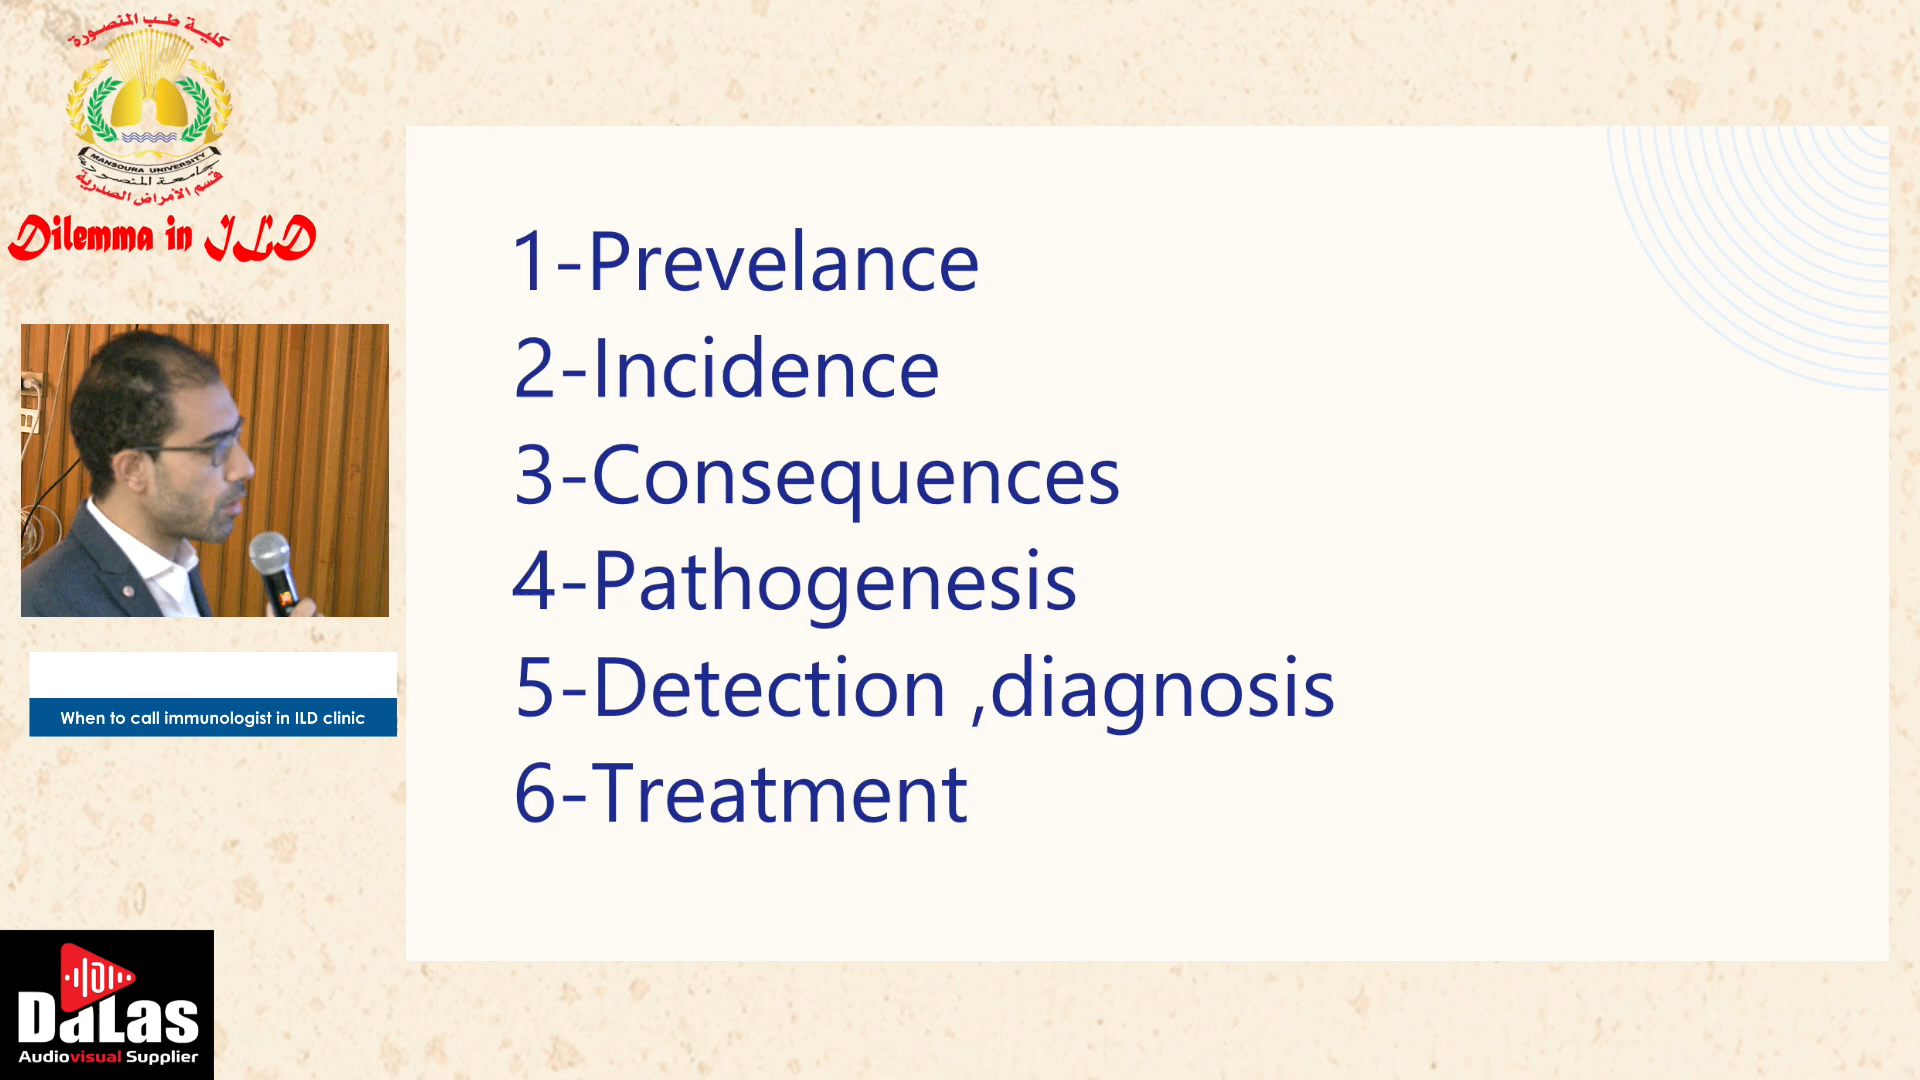 كلية طب المنصورة
MANSOURA UNIVERSITY
جامعة المنصورة
قسم الأمراض الصدرية
Dilemma in ILD
When to call immunologist in ILD clinic
1-Prevelance
2-Incidence
3-Consequences
4-Pathogenesis
5-Detection ,diagnosis
6-Treatment
DaLas
Audiovisual Supplier